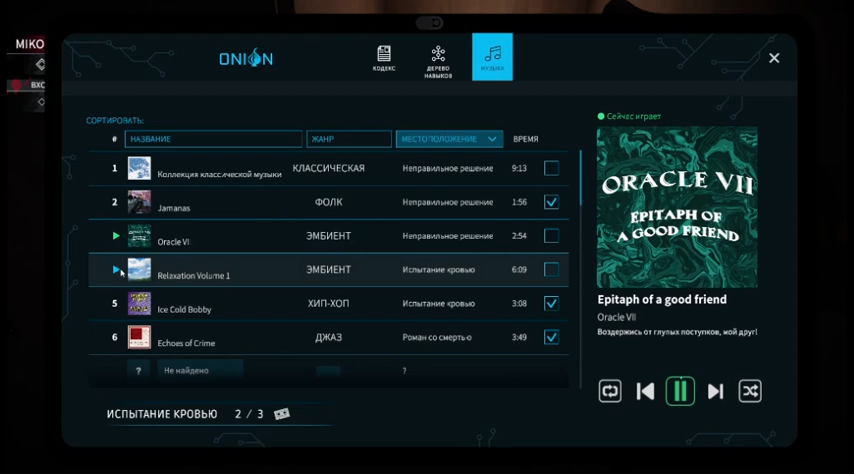 MIKO
ВХО
ONION
КОДЕКС
ДЕРЕВО
НАВЫКОВ
МУЗЫКА
СОРТИРОВАТЬ:
# НАЗВАНИЕ ЖАНР МЕСТОПОЛОЖЕНИЕ ВРЕМЯ
1 Коллекция классической музыки КЛАССИЧЕСКАЯ Неправильное решение 9:13
2 Jamanas ФОЛК Неправильное решение 1:56
Oracle VII ЭМБИЕНТ Неправильное решение 2:54
Relaxation Volume 1 ЭМБИЕНТ Испытание кровью 6:09
5 Ice Cold Bobby ХИП-ХОП Испытание кровью 3:08
6 Echoes of Crime ДЖАЗ Роман со смертью 3:49
? Не найдено ?
ИСПЫТАНИЕ КРОВЬЮ 2 / 3
Сейчас играет
ORACLE VII
EPITAPH OF
A GOOD FRIEND
Epitaph of a good friend
Oracle VII
Воздержись от глупых поступков, мой друг!